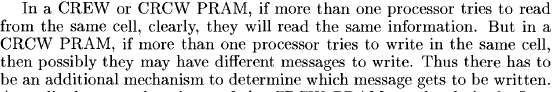 In a CREW or CRCW PRAM, if more than one processor tries to read
from the same cell, clearly, they will read the same information. But in a
CRCW PRAM, if more than one processor tries to write in the same cell,
then possibly they may have different messages to write. Thus there has to
be an additional mechanism to determine which message gets to be written.